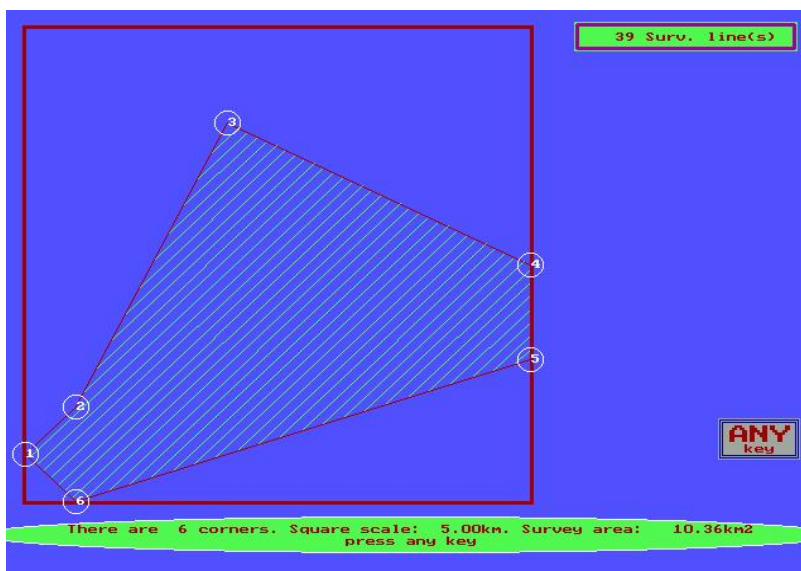 39 Surv. line(s)
3
4
5
2
1
6
ANY
key
There are 6 corners. Square scale: 5.00km. Survey area: 10.36km2
press any key